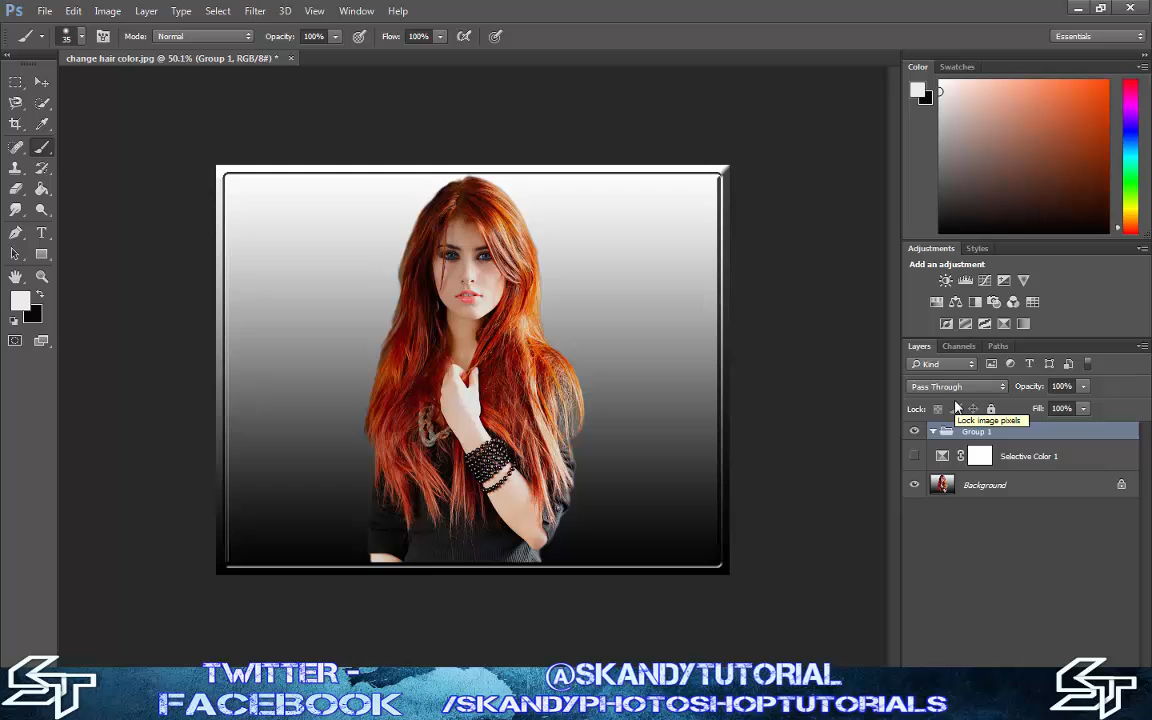 Ps File Edit Image Layer Type Select Filter 3D View Window Help
35 Mode: Normal Opacity: 100% Flow: 100% Essentials
change hair color.jpg @ 50.1% (Group 1, RGB/8#) *
Color Swatches
Adjustments Styles
Add an adjustment
Layers Channels Paths
Kind
Pass Through Opacity: 100%
Lock: Fill: 100%
Lock image pixels
Group 1
Selective Color 1
Background
ST TWITTER - @SKANDYTUTORIAL ST
FACEBOOK /SKANDYPHOTOSHOPTUTORIALS